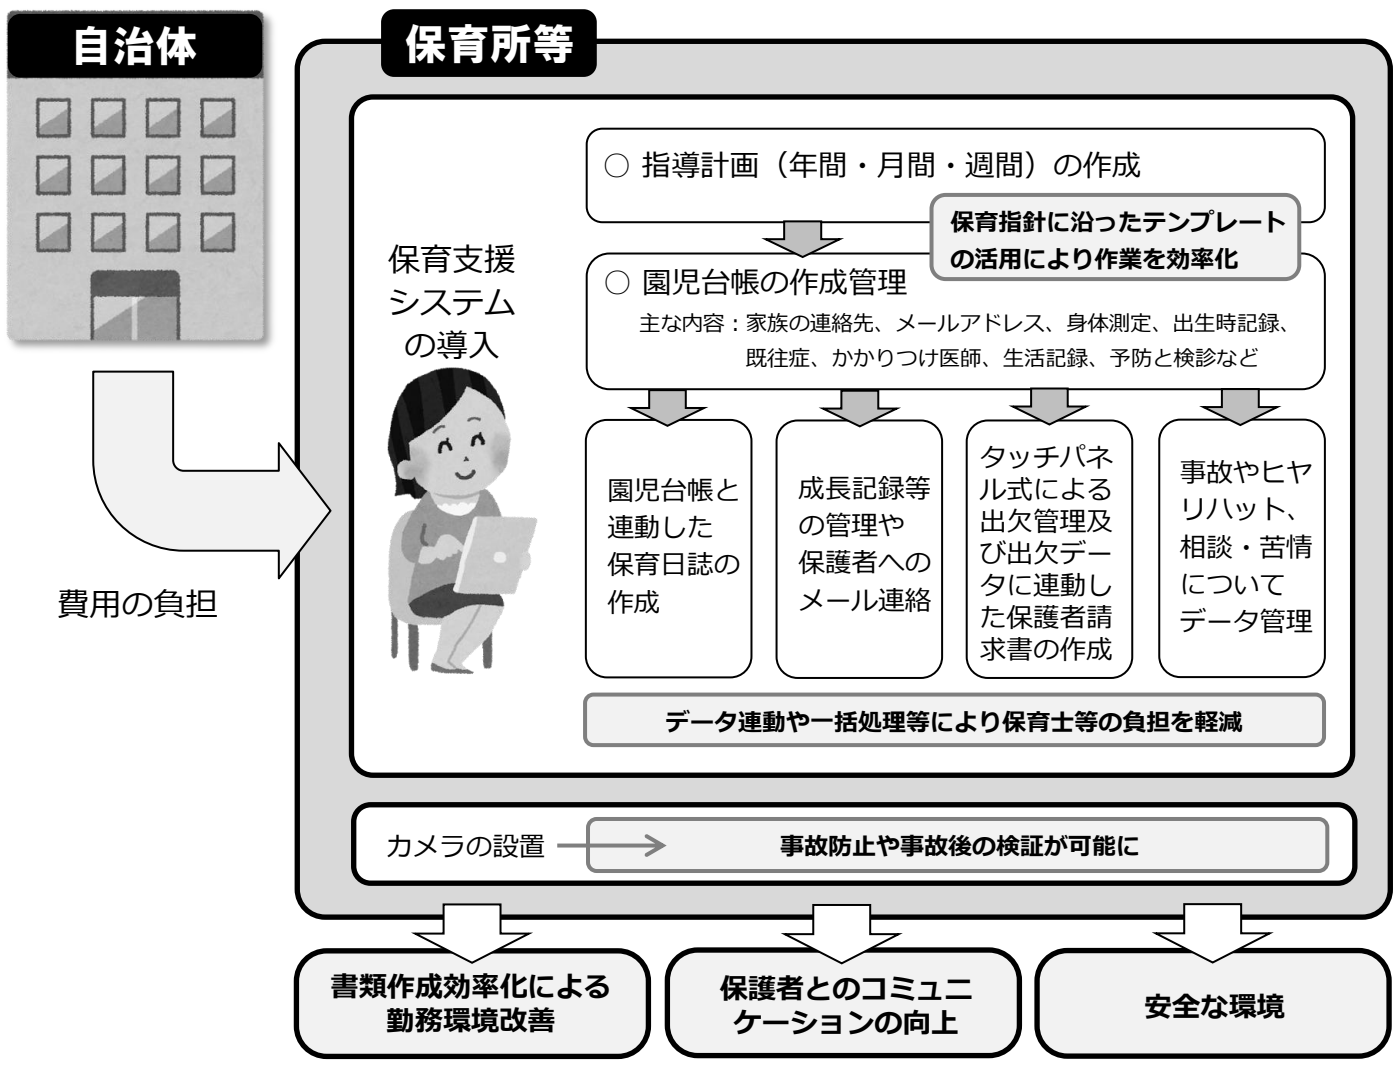 自治体
保育所等
保育支援
システム
の導入
○ 指導計画（年間・月間・週間）の作成
保育指針に沿ったテンプレート
の活用により作業を効率化
○ 園児台帳の作成管理
主な内容：家族の連絡先、メールアドレス、身体測定、出生時記録、
既往症、かかりつけ医師、生活記録、予防と検診など
園児台帳と
連動した
保育日誌の
作成
成長記録等
の管理や
保護者への
メール連絡
タッチパネ
ル式による
出欠管理及
び出欠デー
タに連動し
た保護者請
求書の作成
事故やヒヤ
リハット、
相談・苦情
について
データ管理
費用の負担
データ連動や一括処理等により保育士等の負担を軽減
カメラの設置
事故防止や事故後の検証が可能に
書類作成効率化による
勤務環境改善
保護者とのコミュニ
ケーションの向上
安全な環境